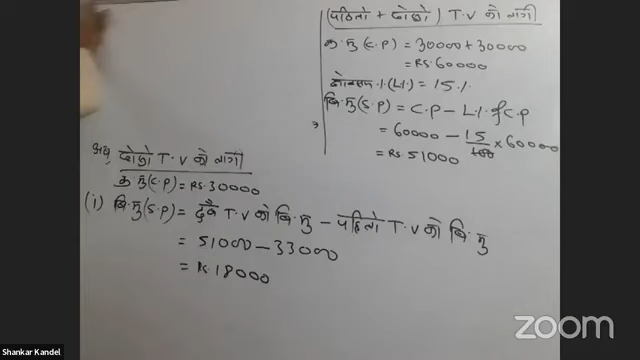 (पहिलो + दोस्रो) T.V को लागी
क्र.मु (C.P) = 30000 + 30000
= RS.60000
नोक्सान %(L%) = 15%
बि.मु (S.P) = C.P - L% of C.P
= 60000 - 15/100 × 60000
= RS. 51000
अब दोस्रो T.V को लागी
क्र.मु (C.P) = RS.30000
(i) बि.मु (S.P) = दुबै T.V को बि.मु - पहिलो T.V को बि.मु
= 51000 - 33000
= Rs.18000
Shankar Kandel
zoom